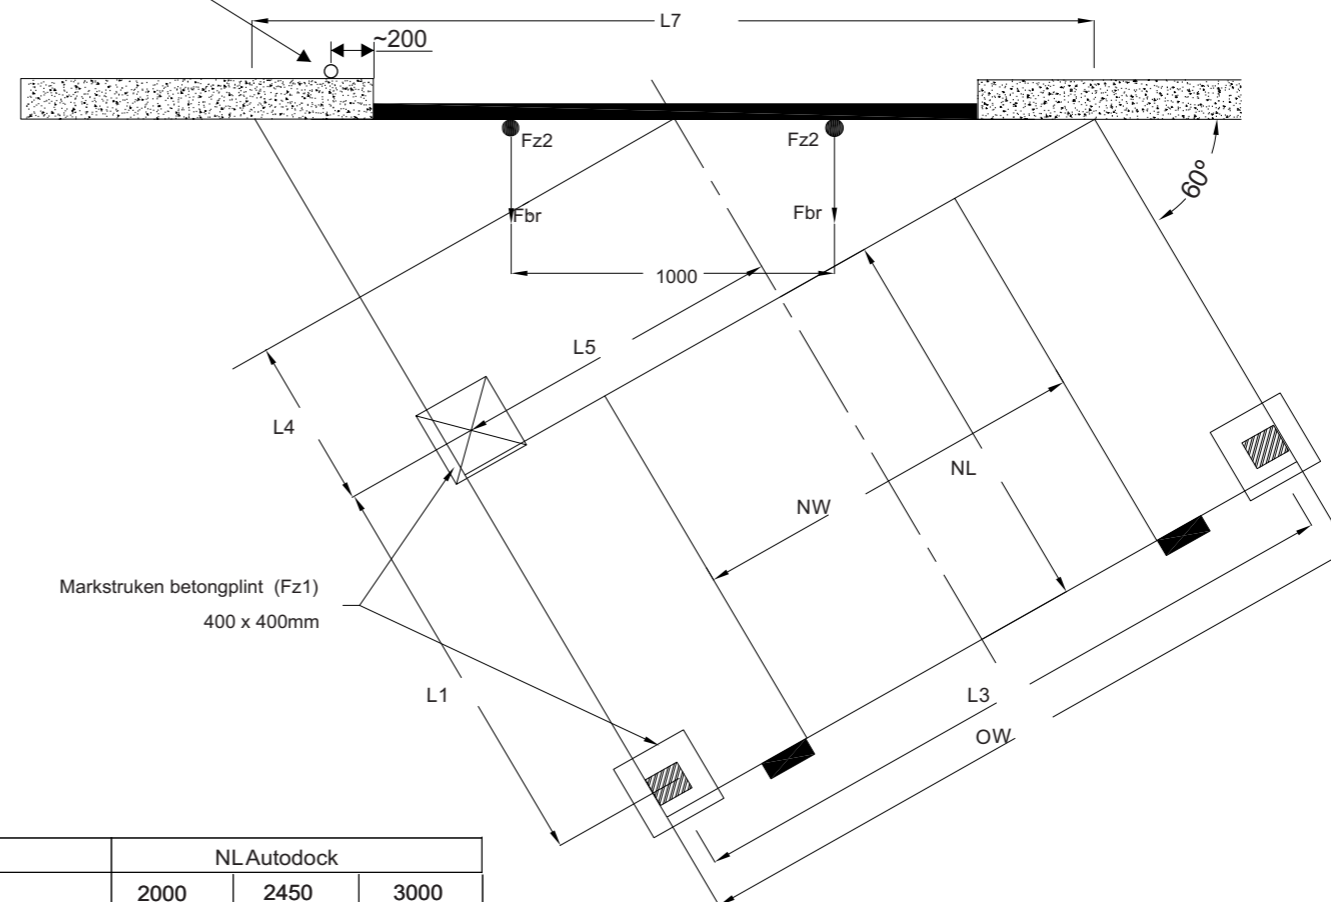 L7
~200
Fz2
Fz2
60º
Fbr
Fbr
1000
L5
L4
NL
NW
Markstruken betongplint (Fz1)
400 x 400mm
L1
L3
OW
NL Autodock
2000 2450 3000